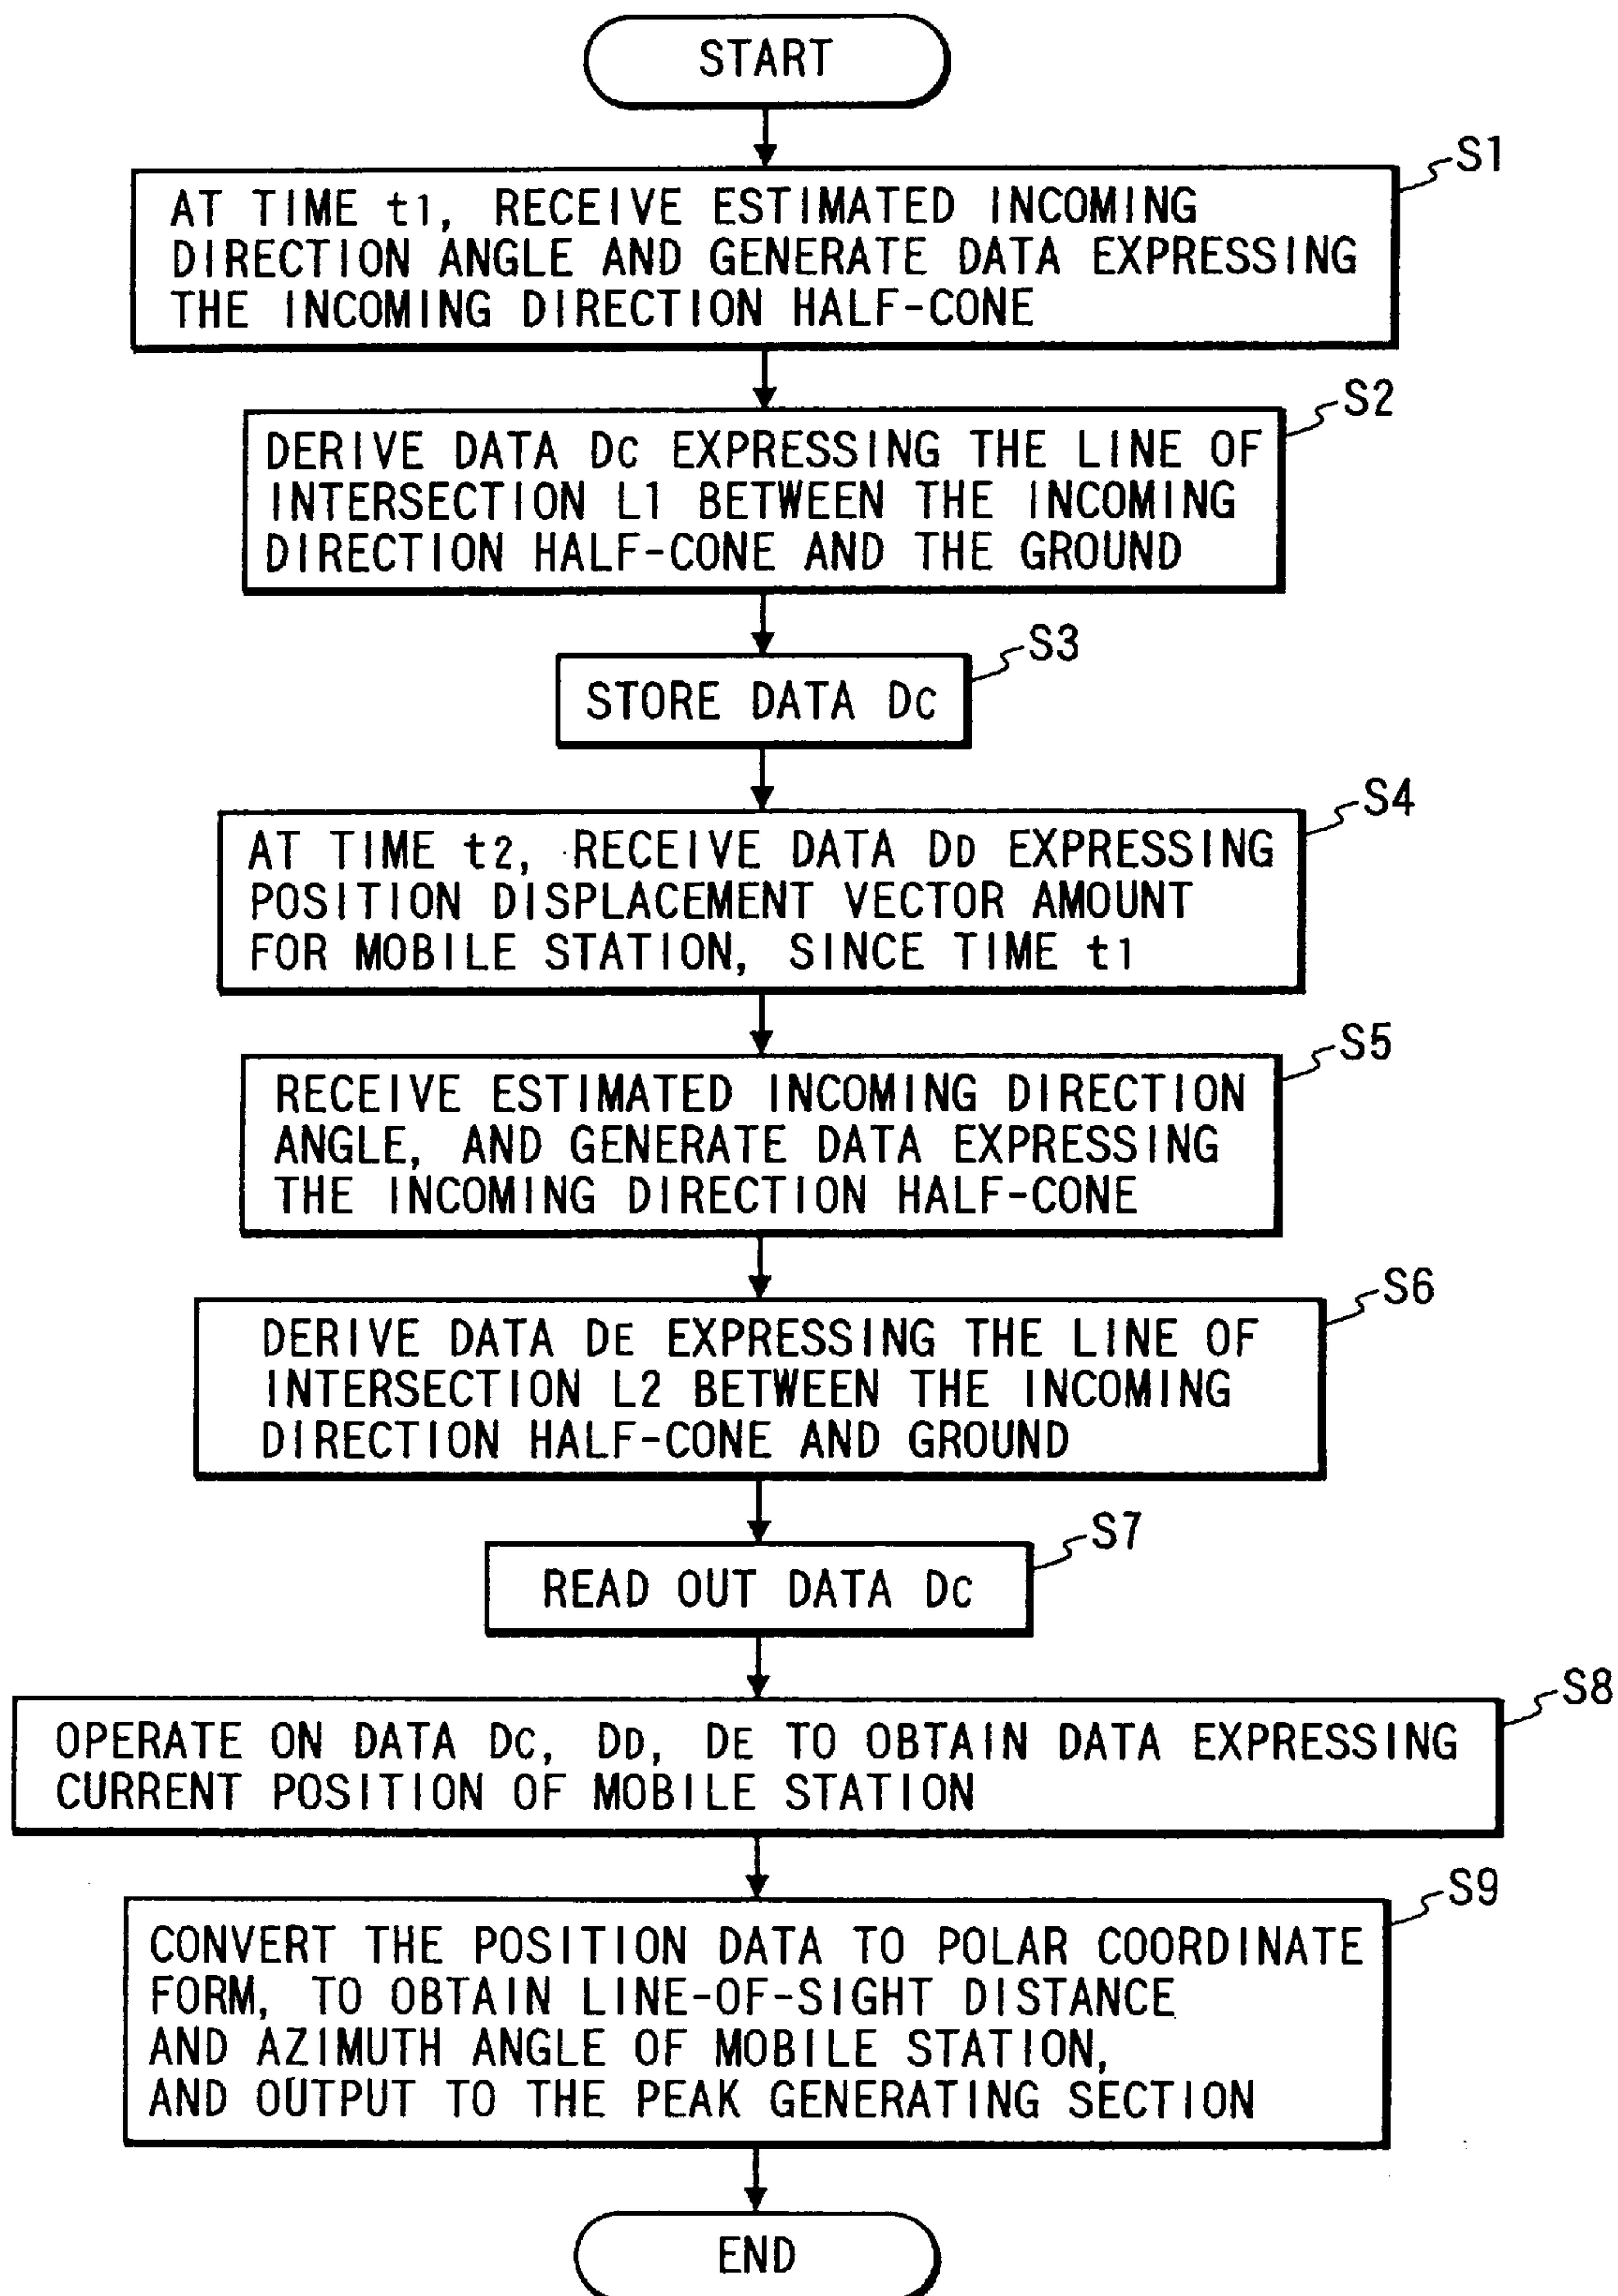 START
S1
AT TIME t1, RECEIVE ESTIMATED INCOMING
DIRECTION ANGLE AND GENERATE DATA EXPRESSING
THE INCOMING DIRECTION HALF-CONE
S2
DERIVE DATA DC EXPRESSING THE LINE OF
INTERSECTION L1 BETWEEN THE INCOMING
DIRECTION HALF-CONE AND THE GROUND
S3
STORE DATA DC
S4
AT TIME t2, RECEIVE DATA DD EXPRESSING
POSITION DISPLACEMENT VECTOR AMOUNT
FOR MOBILE STATION, SINCE TIME t1
S5
RECEIVE ESTIMATED INCOMING DIRECTION
ANGLE, AND GENERATE DATA EXPRESSING
THE INCOMING DIRECTION HALF-CONE
S6
DERIVE DATA DE EXPRESSING THE LINE OF
INTERSECTION L2 BETWEEN THE INCOMING
DIRECTION HALF-CONE AND GROUND
S7
READ OUT DATA DC
S8
OPERATE ON DATA DC, DD, DE TO OBTAIN DATA EXPRESSING
CURRENT POSITION OF MOBILE STATION
S9
CONVERT THE POSITION DATA TO POLAR COORDINATE
FORM, TO OBTAIN LINE-OF-SIGHT DISTANCE
AND AZIMUTH ANGLE OF MOBILE STATION,
AND OUTPUT TO THE PEAK GENERATING SECTION
END